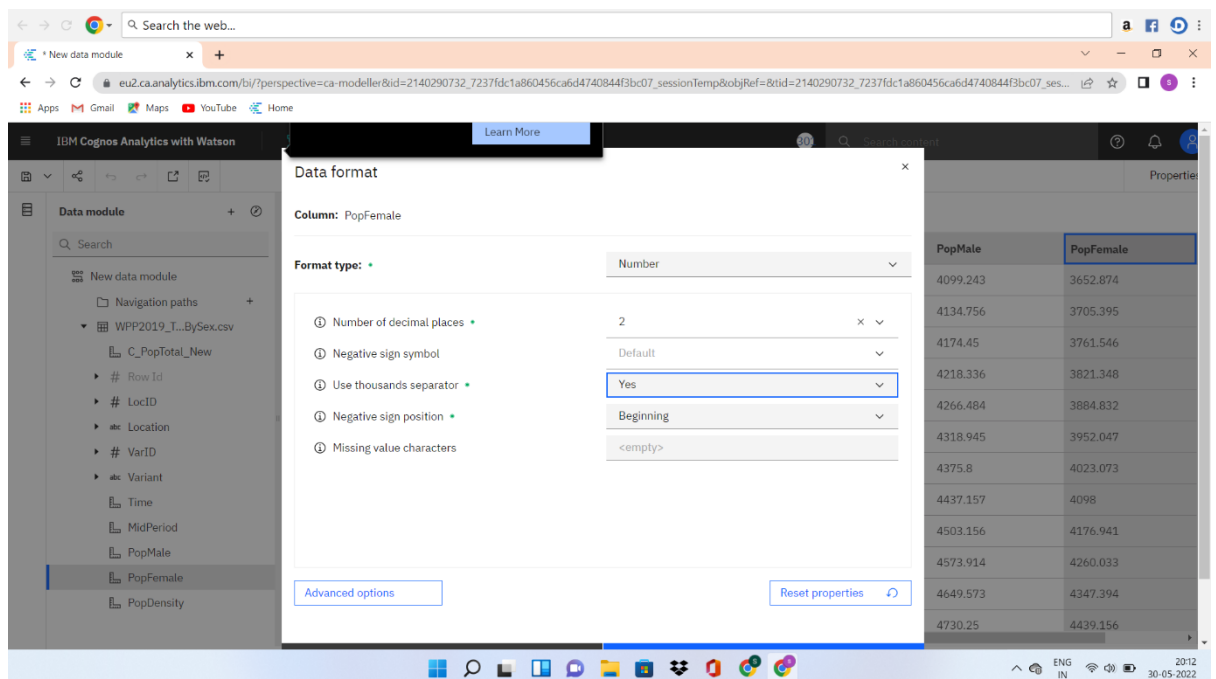 Search the web...
* New data module
eu2.ca.analytics.ibm.com/bi/?perspective=ca-modeller&id=2140290732_7237fdc1a860456ca6d4740844f3bc07_sessionTemp&objRef=&tid=2140290732_7237fdc1a860456ca6d4740844f3bc07_ses...
Apps Gmail Maps YouTube Home
IBM Cognos Analytics with Watson
Learn More
30
Search content
Properties
Data module
Search
New data module
Navigation paths
WPP2019_T...BySex.csv
C_PopTotal_New
# Row Id
# LocID
abc Location
# VarID
abc Variant
Time
MidPeriod
PopMale
PopFemale
PopDensity
Data format
Column: PopFemale
Format type: Number
Number of decimal places 2
Negative sign symbol Default
Use thousands separator Yes
Negative sign position Beginning
Missing value characters <empty>
Advanced options Reset properties
PopMale PopFemale
4099.243 3652.874
4134.756 3705.395
4174.45 3761.546
4218.336 3821.348
4266.484 3884.832
4318.945 3952.047
4375.8 4023.073
4437.157 4098
4503.156 4176.941
4573.914 4260.033
4649.573 4347.394
4730.25 4439.156
ENG 20:12
IN 30-05-2022